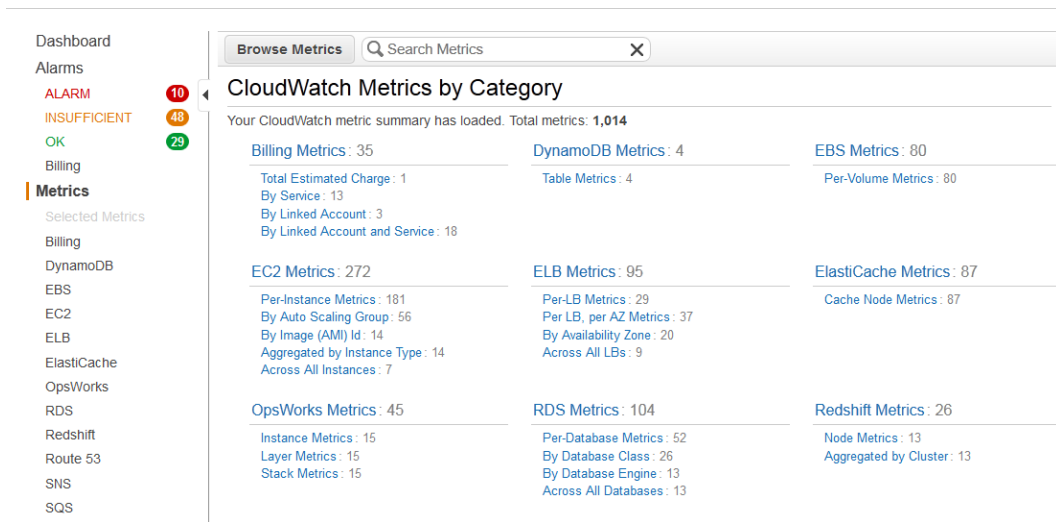 Dashboard
Alarms
ALARM 10
INSUFFICIENT 48
OK 29
Billing
Metrics
Selected Metrics
Billing
DynamoDB
EBS
EC2
ELB
ElastiCache
OpsWorks
RDS
Redshift
Route 53
SNS
SQS
Browse Metrics Search Metrics X
CloudWatch Metrics by Category
Your CloudWatch metric summary has loaded. Total metrics: 1,014
Billing Metrics: 35
Total Estimated Charge: 1
By Service: 13
By Linked Account: 3
By Linked Account and Service: 18
DynamoDB Metrics: 4
Table Metrics: 4
EBS Metrics: 80
Per-Volume Metrics: 80
EC2 Metrics: 272
Per-Instance Metrics: 181
By Auto Scaling Group: 56
By Image (AMI) Id: 14
Aggregated by Instance Type: 14
Across All Instances: 7
ELB Metrics: 95
Per-LB Metrics: 29
Per LB, per AZ Metrics: 37
By Availability Zone: 20
Across All LBs: 9
ElastiCache Metrics: 87
Cache Node Metrics: 87
OpsWorks Metrics: 45
Instance Metrics: 15
Layer Metrics: 15
Stack Metrics: 15
RDS Metrics: 104
Per-Database Metrics: 52
By Database Class: 26
By Database Engine: 13
Across All Databases: 13
Redshift Metrics: 26
Node Metrics: 13
Aggregated by Cluster: 13